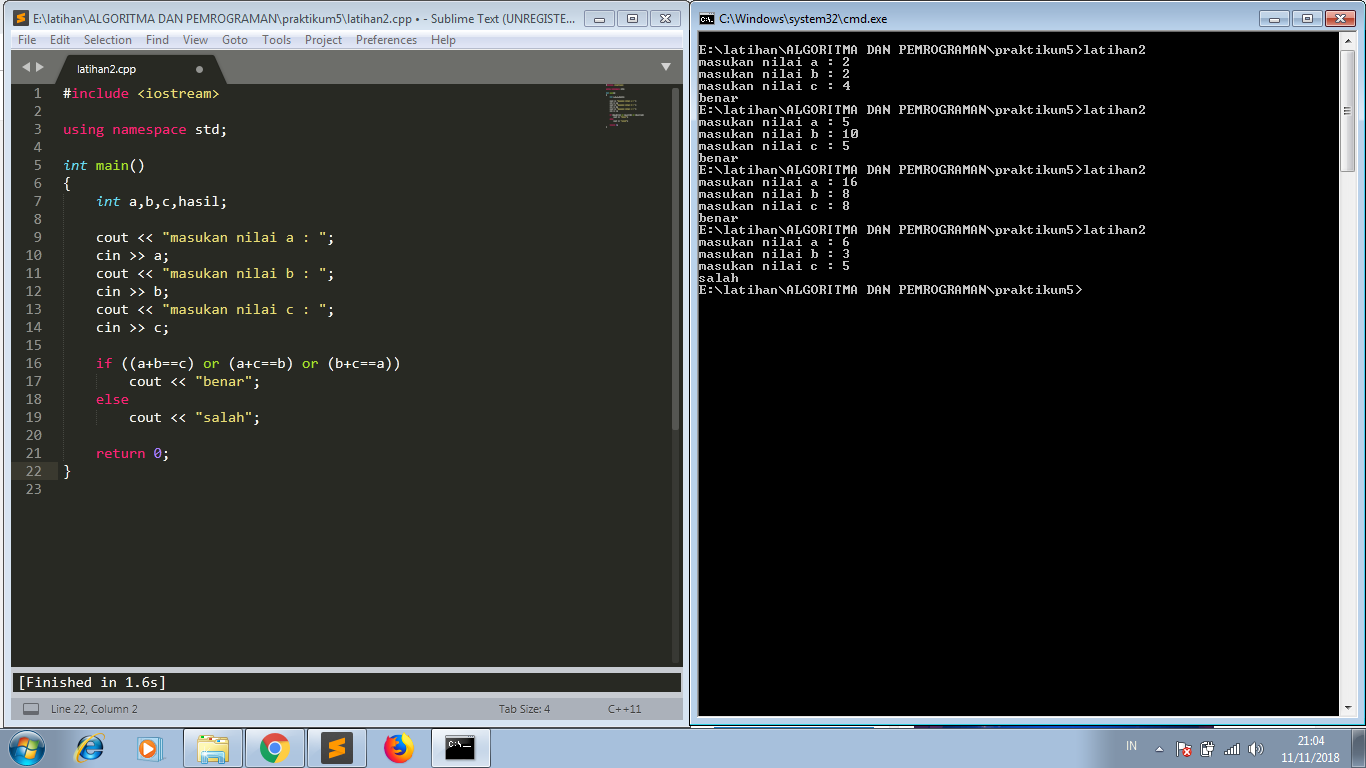 E:\latihan\ALGORITMA DAN PEMROGRAMAN\praktikum5\latihan2.cpp • - Sublime Text (UNREGISTE...
File Edit Selection Find View Goto Tools Project Preferences Help
latihan2.cpp
1 #include <iostream>
2
3 using namespace std;
4
5 int main()
6 {
7 int a,b,c,hasil;
8
9 cout << "masukan nilai a : ";
10 cin >> a;
11 cout << "masukan nilai b : ";
12 cin >> b;
13 cout << "masukan nilai c : ";
14 cin >> c;
15
16 if ((a+b==c) or (a+c==b) or (b+c==a))
17 cout << "benar";
18 else
19 cout << "salah";
20
21 return 0;
22 }
23
[Finished in 1.6s]
Line 22, Column 2 Tab Size: 4 C++11
C:\Windows\system32\cmd.exe
E:\latihan\ALGORITMA DAN PEMROGRAMAN\praktikum5>latihan2
masukan nilai a : 2
masukan nilai b : 2
masukan nilai c : 4
benar
E:\latihan\ALGORITMA DAN PEMROGRAMAN\praktikum5>latihan2
masukan nilai a : 5
masukan nilai b : 10
masukan nilai c : 5
benar
E:\latihan\ALGORITMA DAN PEMROGRAMAN\praktikum5>latihan2
masukan nilai a : 16
masukan nilai b : 8
masukan nilai c : 8
benar
E:\latihan\ALGORITMA DAN PEMROGRAMAN\praktikum5>latihan2
masukan nilai a : 6
masukan nilai b : 3
masukan nilai c : 5
salah
E:\latihan\ALGORITMA DAN PEMROGRAMAN\praktikum5>
IN
21:04
11/11/2018